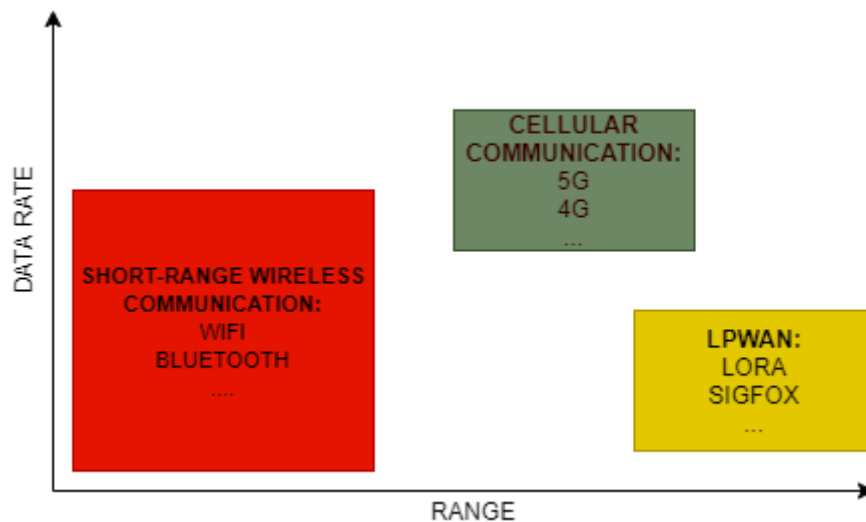 DATA RATE
CELLULAR
COMMUNICATION:
5G
4G
...
SHORT-RANGE WIRELESS
COMMUNICATION:
WIFI
BLUETOOTH
....
LPWAN:
LORA
SIGFOX
...
RANGE